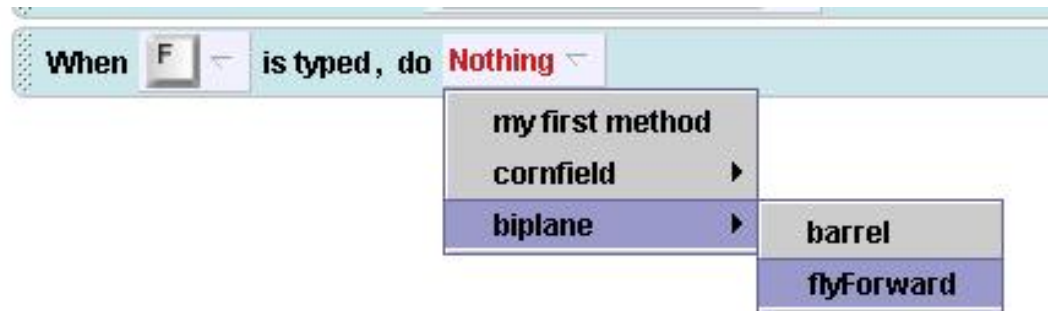 When F is typed, do Nothing
my first method
cornfield
biplane
barrel
flyForward